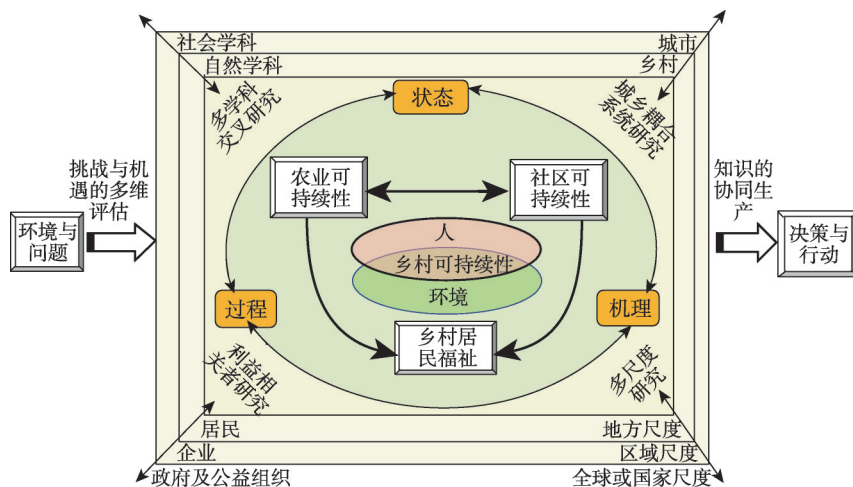 社会学科
城市
自然学科
乡村
多学科
交叉研究
城乡耦合
系统研究
状态
挑战与机
遇的多维
评估
环境与
问题
农业可
持续性
社区可
持续性
人
乡村可持续性
环境
知识的
协同生
产
决策与
行动
过程
机理
乡村居
民福祉
利益相
关者研究
多尺度
研究
居民
地方尺度
企业
区域尺度
政府及公益组织
全球或国家尺度